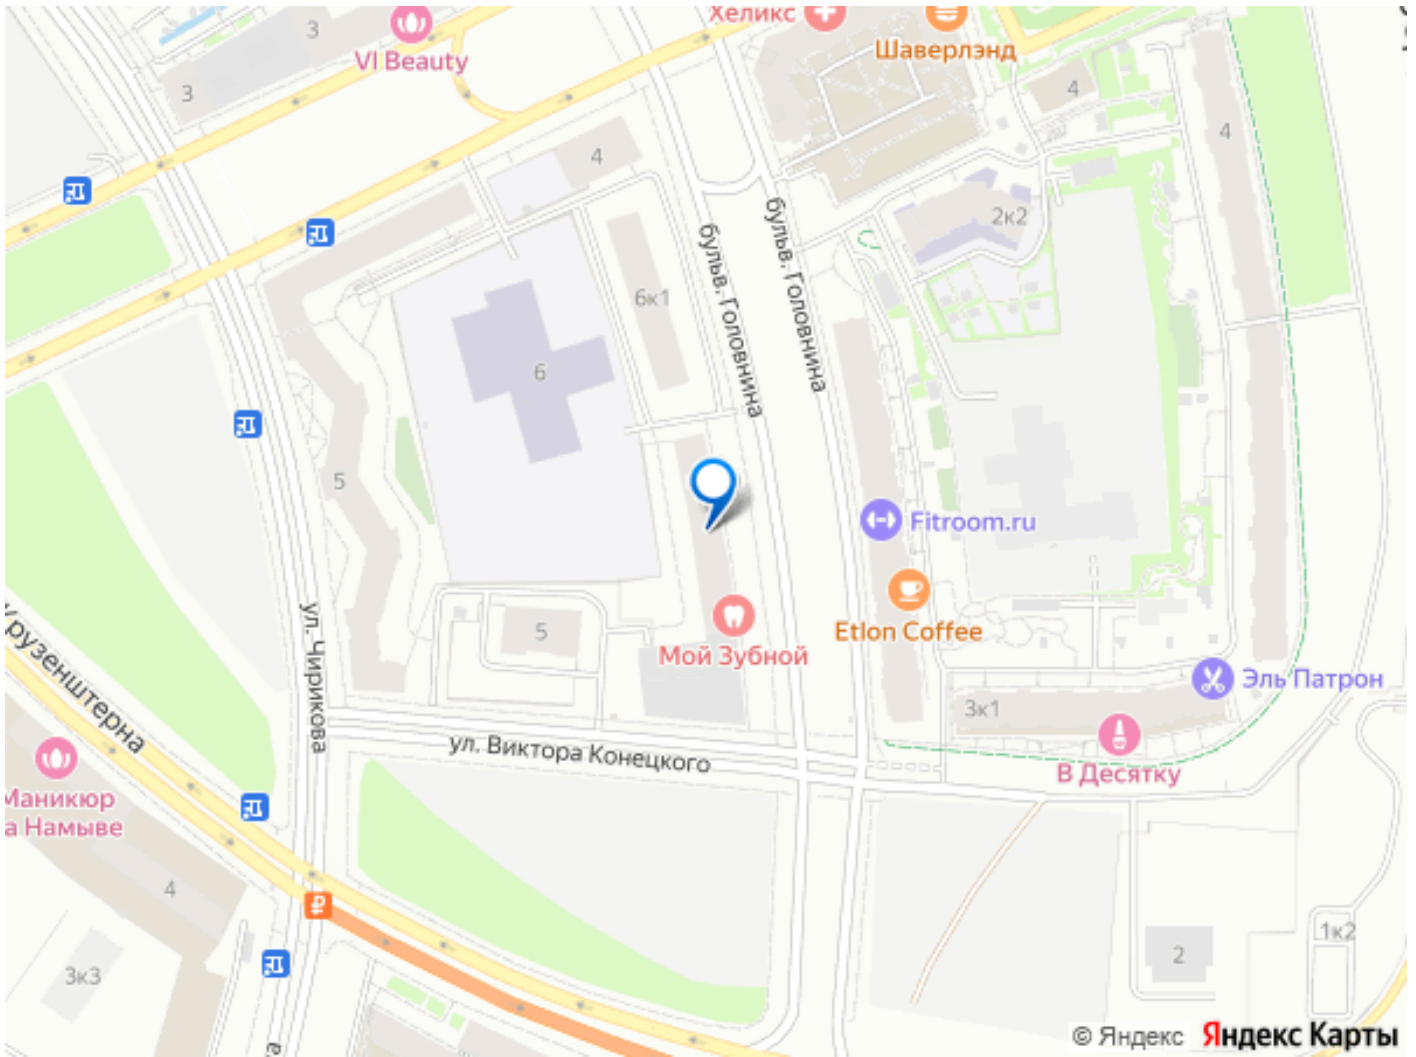 Хеликс
Шаверлэнд
VI Beauty
3
3
4
4
4
2к2
бульв. Головнина
бульв. Головнина
6к1
6
5
Fitroom.ru
Etlon Coffee
5
Мой Зубной
ул. Чирикова
Эль Патрон
3к1
В Десятку
ул. Виктора Конецкого
Крузенштерна
Маникюр
а Намыве
4
3к3
2
1к2
© Яндекс Яндекс Карты